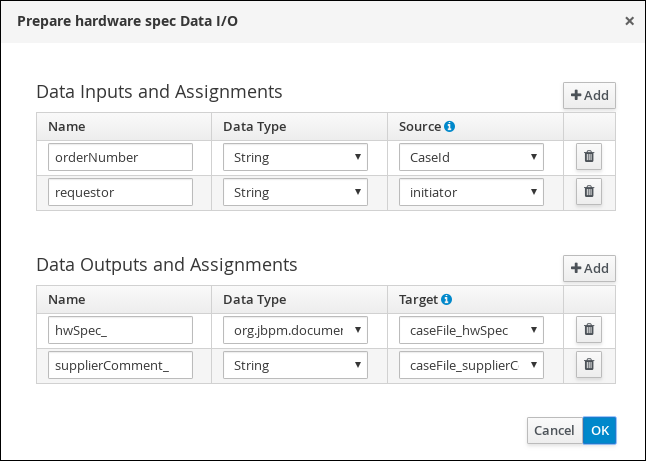 Prepare hardware spec Data I/O ×
Data Inputs and Assignments
+ Add
Name Data Type Source
orderNumber String CaseId
requestor String initiator
Data Outputs and Assignments
+ Add
Name Data Type Target
hwSpec_ org.jbpm.documen caseFile_hwSpec
supplierComment_ String caseFile_supplierC
Cancel OK